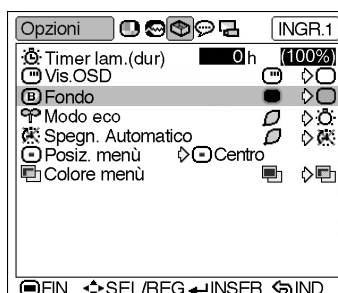 Opzioni INGR.1
Timer lam.(dur) 0 h (100%)
Vis.OSD
B Fondo
Modo eco
Spegn. Automatico
Posiz. menù Centro
Colore menù
FIN. SEL./REG. INSER. IND.